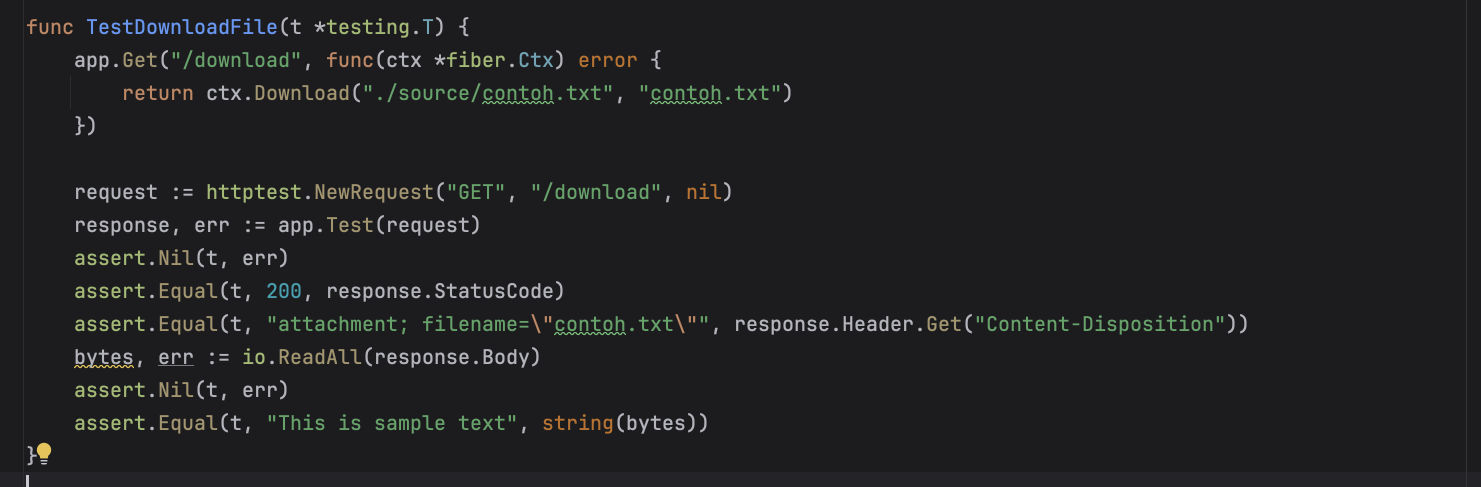 func TestDownloadFile(t *testing.T) {
    app.Get("/download", func(ctx *fiber.Ctx) error {
        return ctx.Download("./source/contoh.txt", "contoh.txt")
    })

    request := httptest.NewRequest("GET", "/download", nil)
    response, err := app.Test(request)
    assert.Nil(t, err)
    assert.Equal(t, 200, response.StatusCode)
    assert.Equal(t, "attachment; filename=\"contoh.txt\"", response.Header.Get("Content-Disposition"))
    bytes, err := io.ReadAll(response.Body)
    assert.Nil(t, err)
    assert.Equal(t, "This is sample text", string(bytes))
}